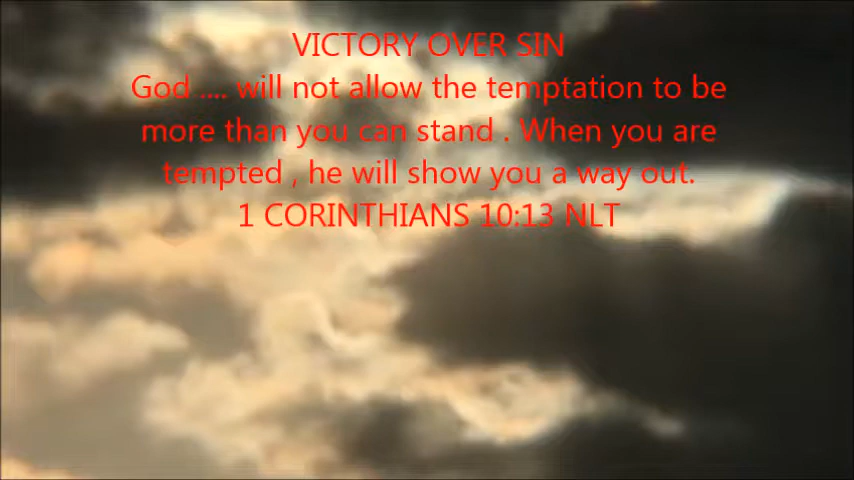 VICTORY OVER SIN
God .... will not allow the temptation to be
more than you can stand . When you are
tempted , he will show you a way out.
1 CORINTHIANS 10:13 NLT